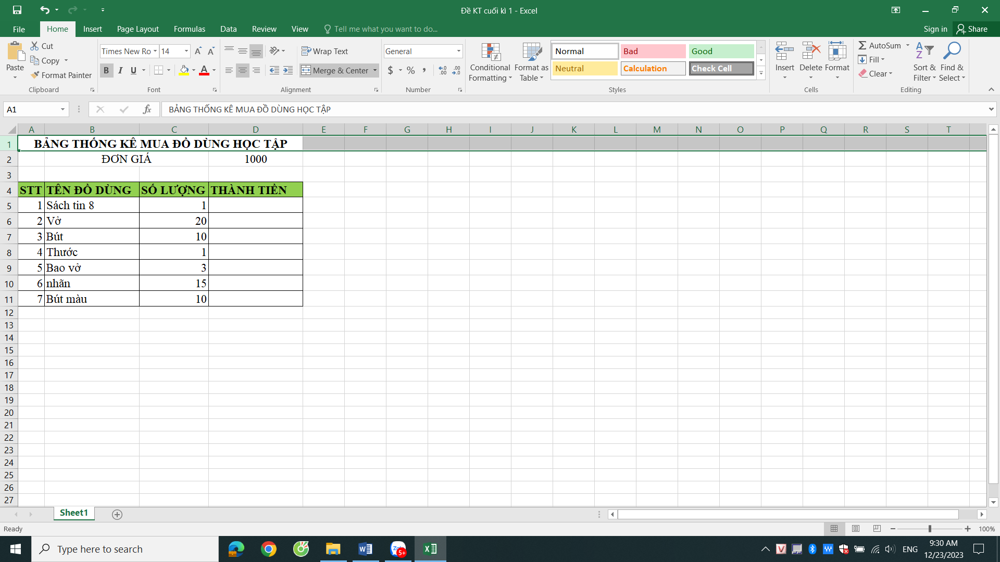 Đề KT cuối kì 1 - Excel
File Home Insert Page Layout Formulas Data Review View Tell me what you want to do... Sign in Share
Paste Cut Copy Format Painter Clipboard
Times New Ro 14 B I U A Font
Wrap Text Merge & Center Alignment
General $ % , Number
Conditional Formatting Format as Table Normal Bad Good Neutral Calculation Check Cell Styles
Insert Delete Format Cells
AutoSum Fill Clear Sort & Filter Find & Select Editing
A1 fx BẢNG THỐNG KÊ MUA ĐỒ DÙNG HỌC TẬP
A B C D E F G H I J K L M N O P Q R S T
1 BẢNG THỐNG KÊ MUA ĐỒ DÙNG HỌC TẬP
2 ĐƠN GIÁ 1000
3
4 STT TÊN ĐỒ DÙNG SỐ LƯỢNG THÀNH TIỀN
5 1 Sách tin 8 1
6 2 Vở 20
7 3 Bút 10
8 4 Thước 1
9 5 Bao vở 3
10 6 nhãn 15
11 7 Bút màu 10
12
13
14
15
16
17
18
19
20
21
22
23
24
25
26
27
Sheet1
Ready 100%
Type here to search 5+ ENG 9:30 AM
12/23/2023